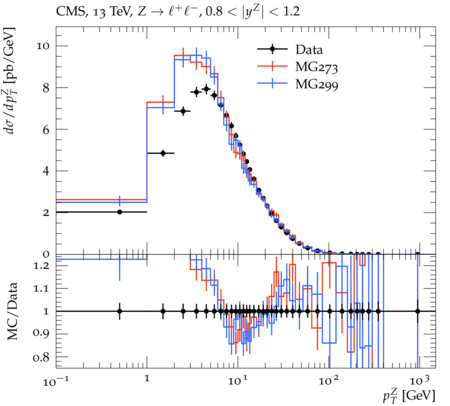 CMS, 13 TeV, Z → ℓ⁺ℓ⁻, 0.8 < |y^Z| < 1.2
dσ/dp_T^Z [pb/GeV]
10
8
6
4
2
0
Data
MG273
MG299
MC/Data
1.2
1.1
1
0.9
0.8
10⁻¹ 1 10¹ 10² 10³
p_T^Z [GeV]